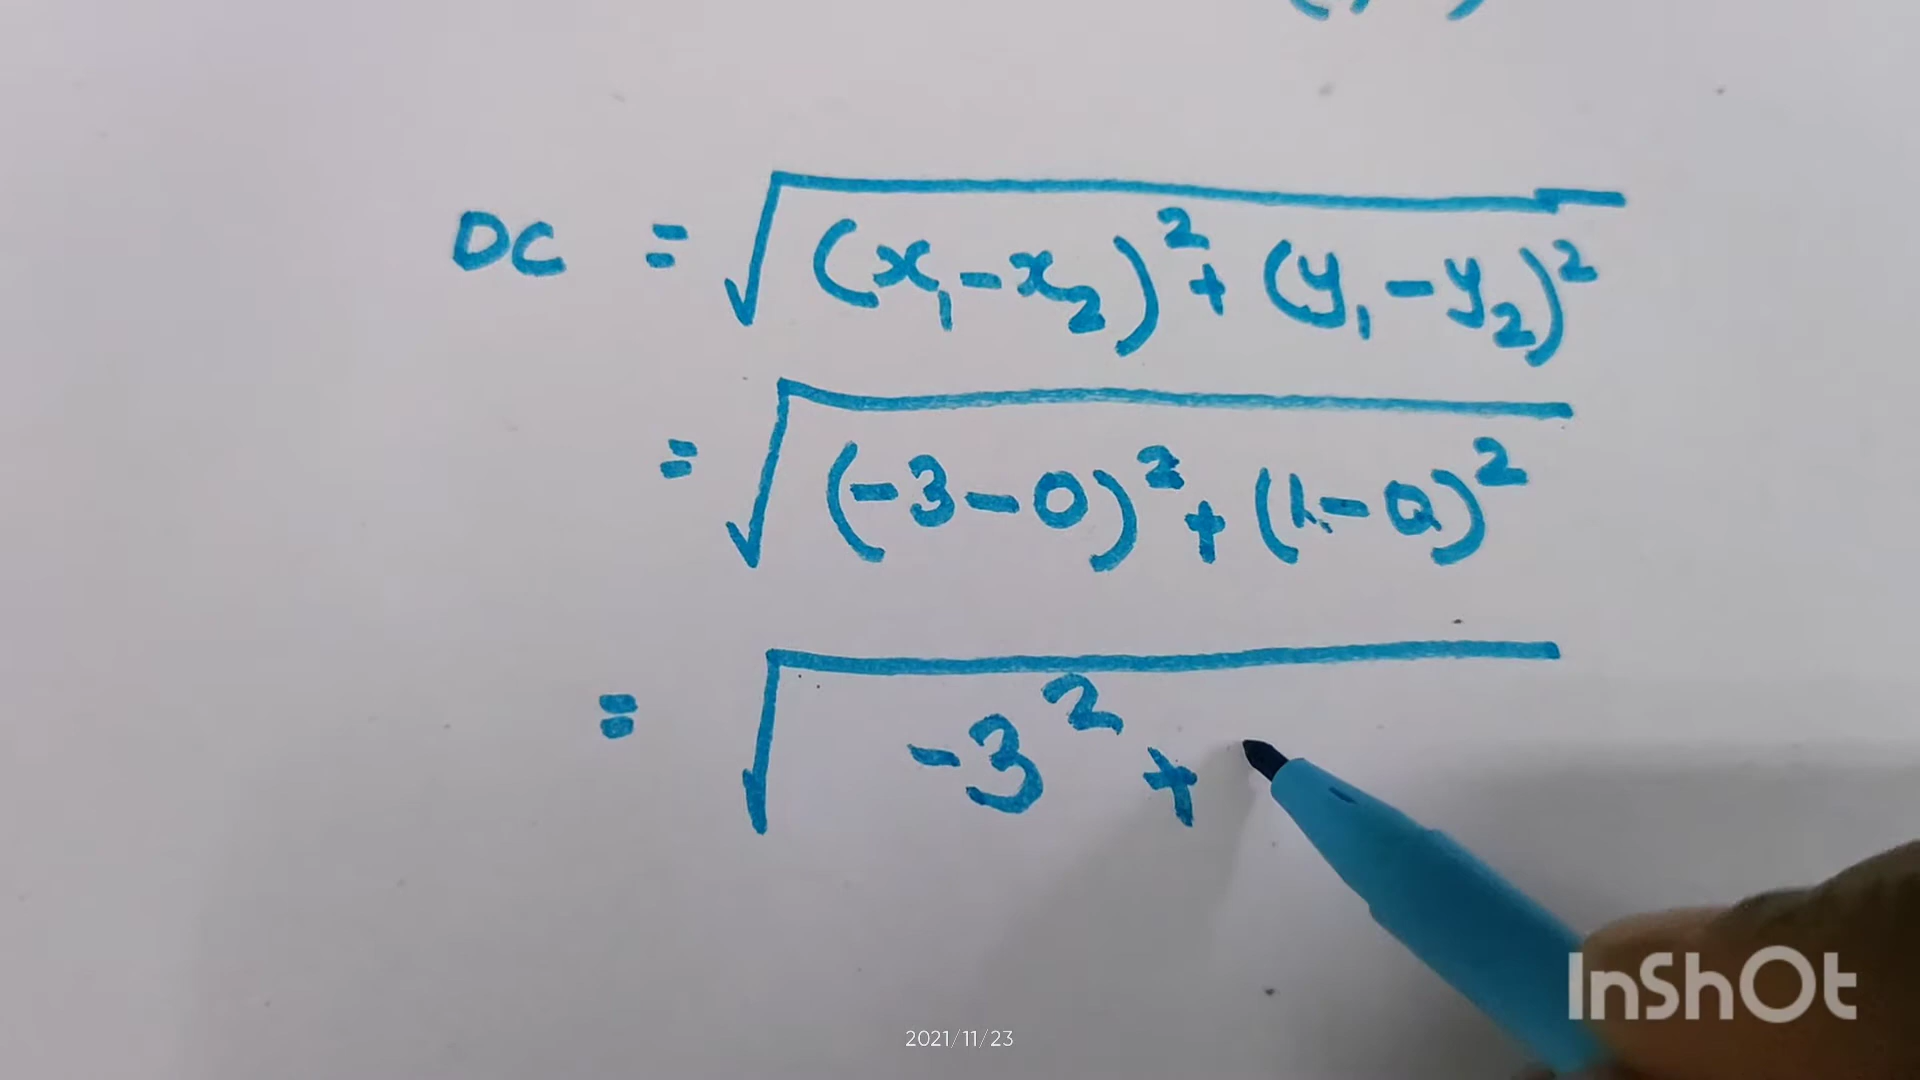 DC = √(x₁-x₂)² + (y₁-y₂)²
= √(-3-0)² + (1-0)²
= √-3² +
InShOt
2021/11/23